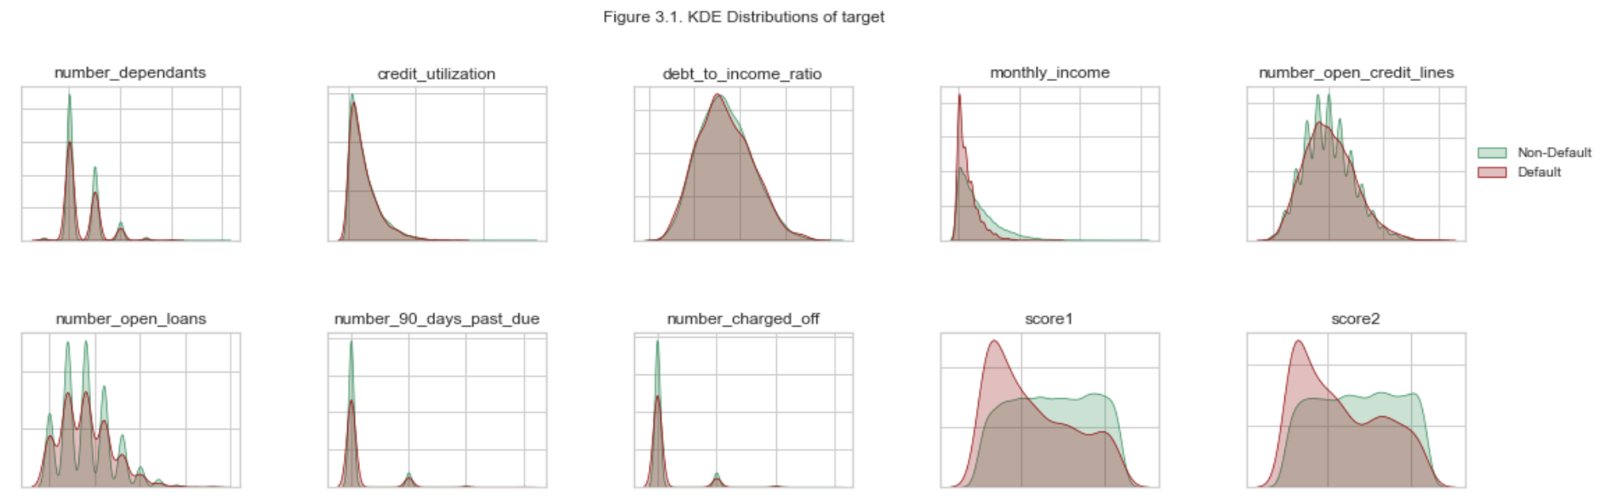 Figure 3.1. KDE Distributions of target
number_dependants
credit_utilization
debt_to_income_ratio
monthly_income
number_open_credit_lines
Non-Default
Default
number_open_loans
number_90_days_past_due
number_charged_off
score1
score2